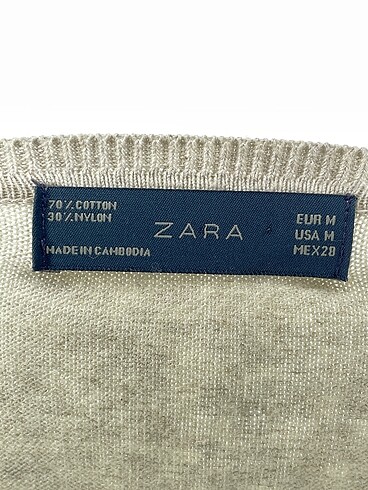 70% COTTON
30% NYLON
MADE IN CAMBODIA
ZARA
EUR M
USA M
MEX 28